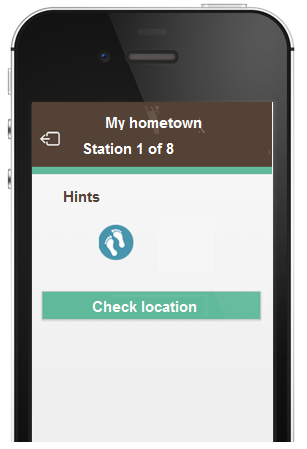 My hometown
Station 1 of 8
Hints
Check location